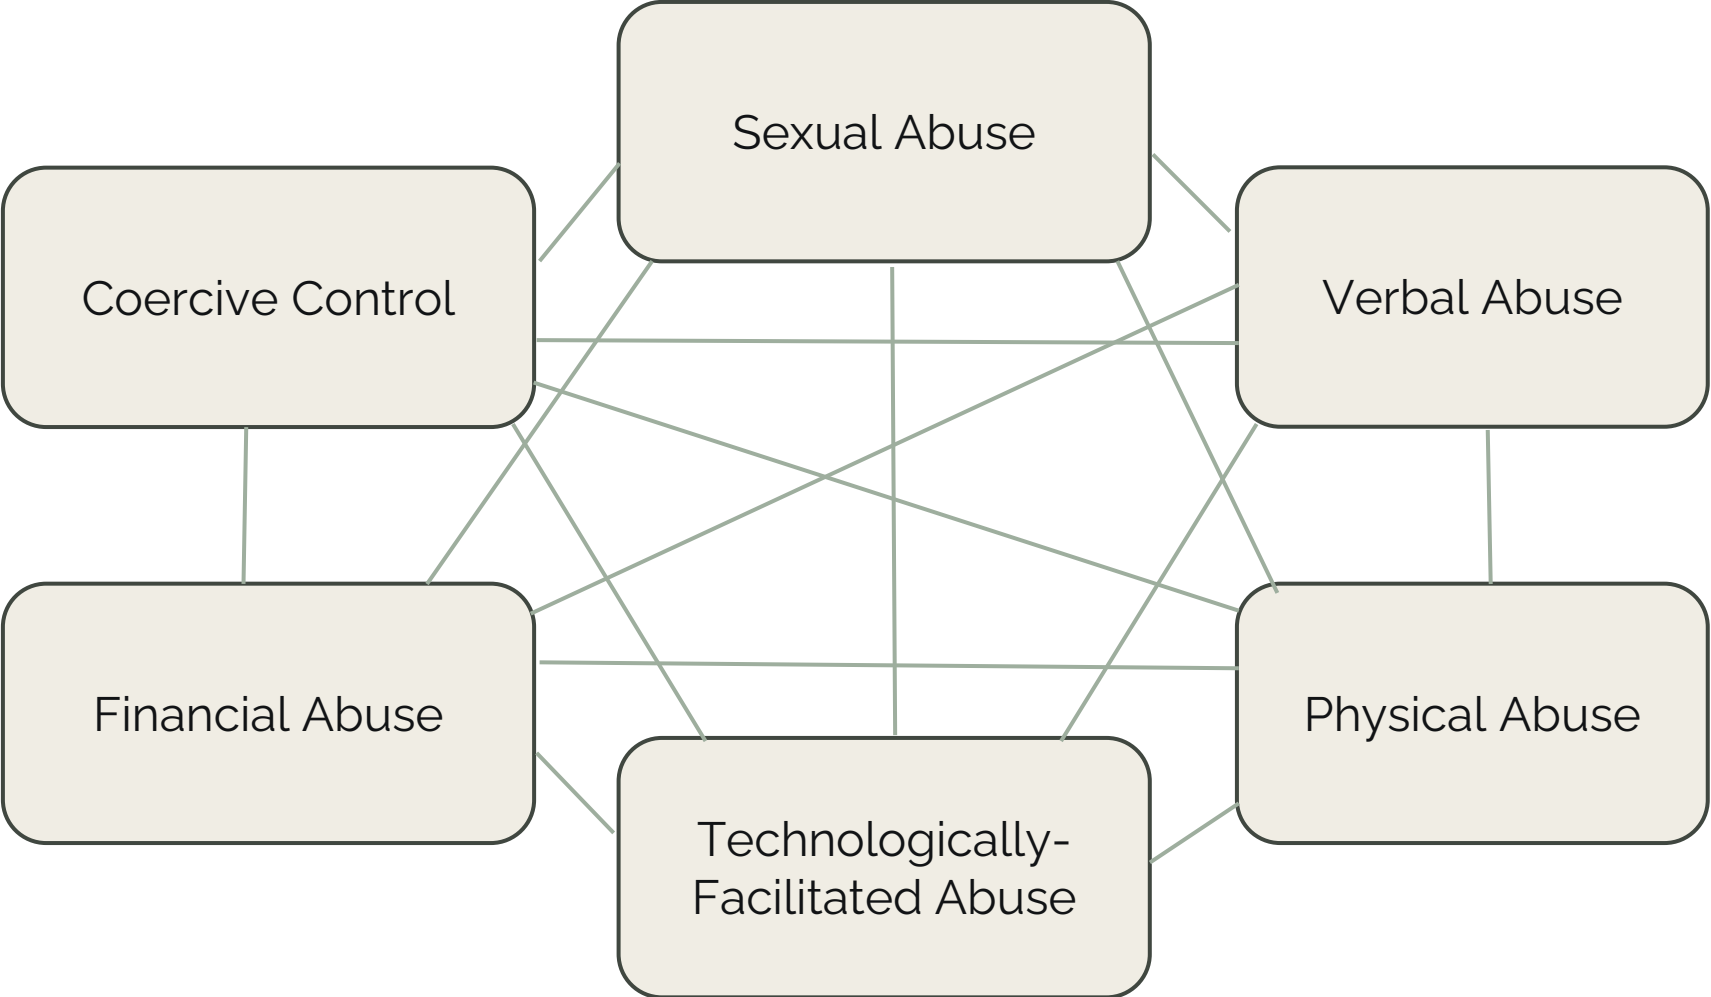 Sexual Abuse
Coercive Control
Verbal Abuse
Financial Abuse
Physical Abuse
Technologically-
Facilitated Abuse